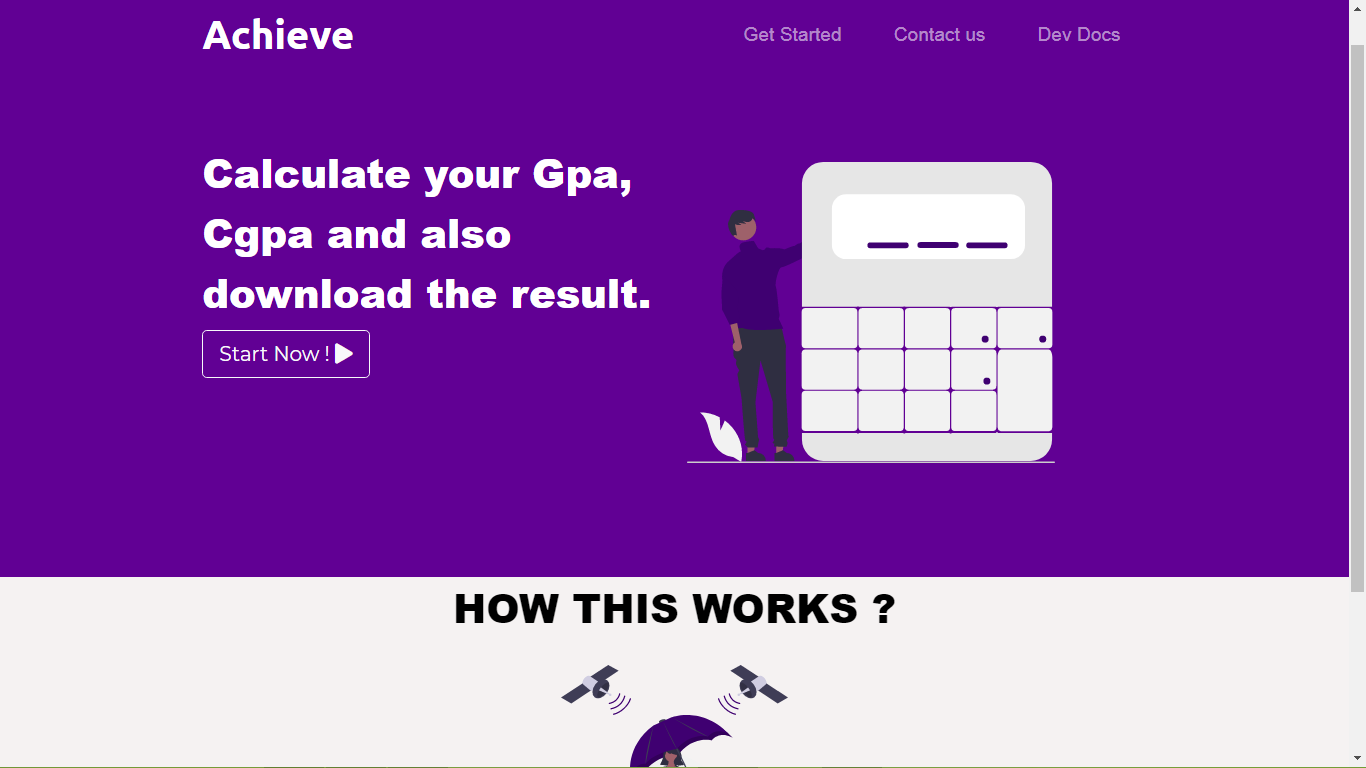 Achieve
Get Started
Contact us
Dev Docs
Calculate your Gpa,
Cgpa and also
download the result.
Start Now !
HOW THIS WORKS ?